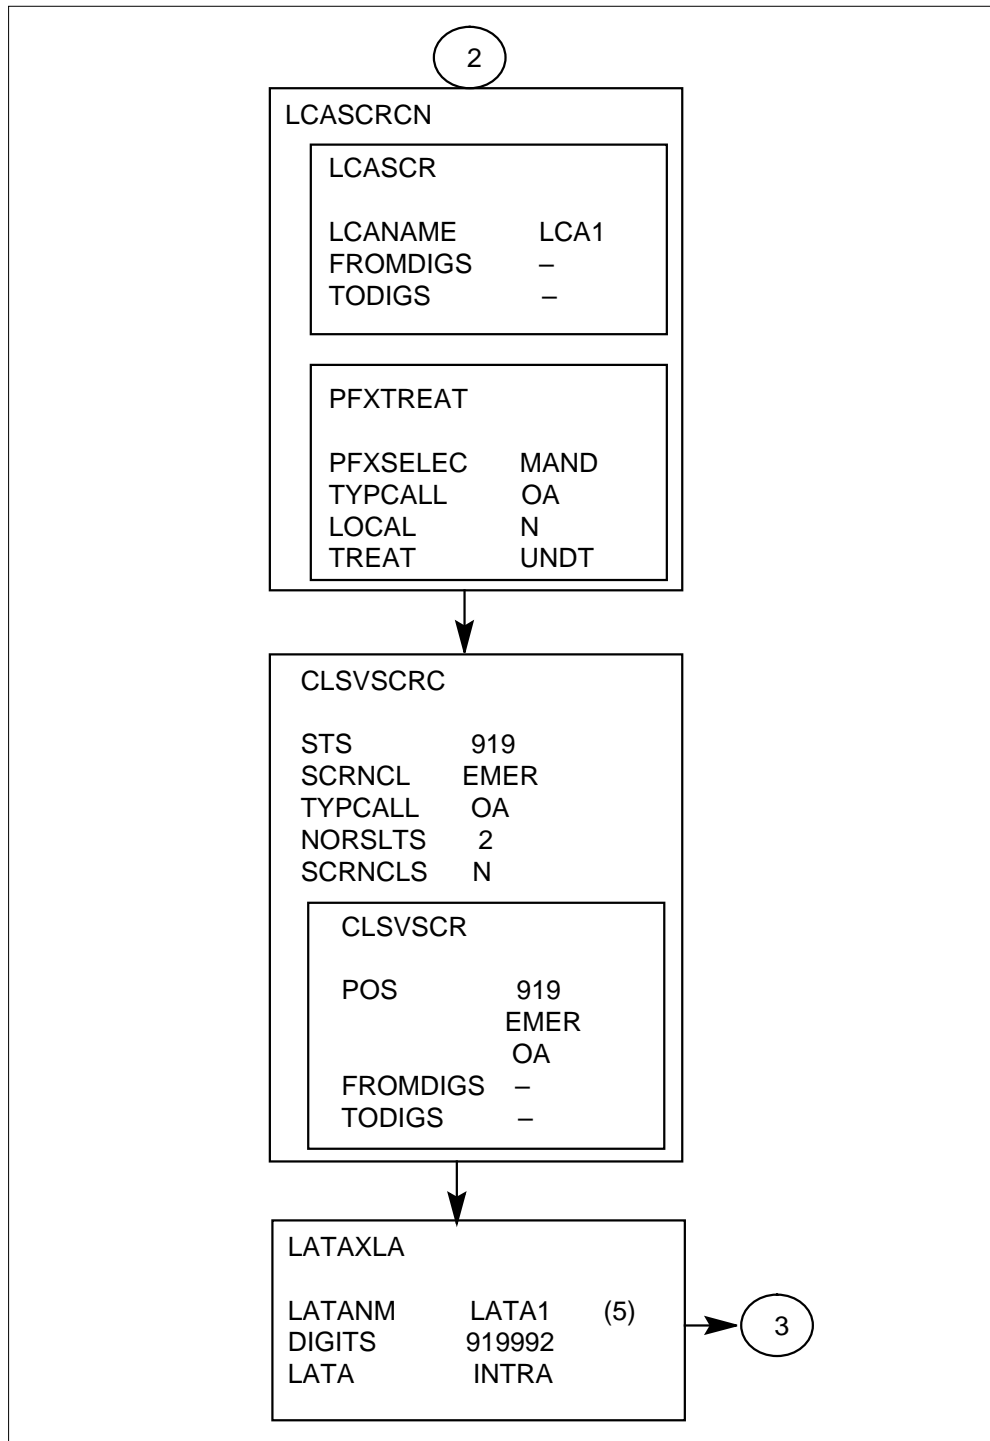 2
LCASCRCN
LCASCR
LCANAME LCA1
FROMDIGS –
TODIGS –
PFXTREAT
PFXSELEC MAND
TYPCALL OA
LOCAL N
TREAT UNDT
CLSVSCRC
STS 919
SCRNCL EMER
TYPCALL OA
NORSLTS 2
SCRNCLS N
CLSVSCR
POS 919
EMER
OA
FROMDIGS –
TODIGS –
LATAXLA
LATANM LATA1 (5)
DIGITS 919992
LATA INTRA
3